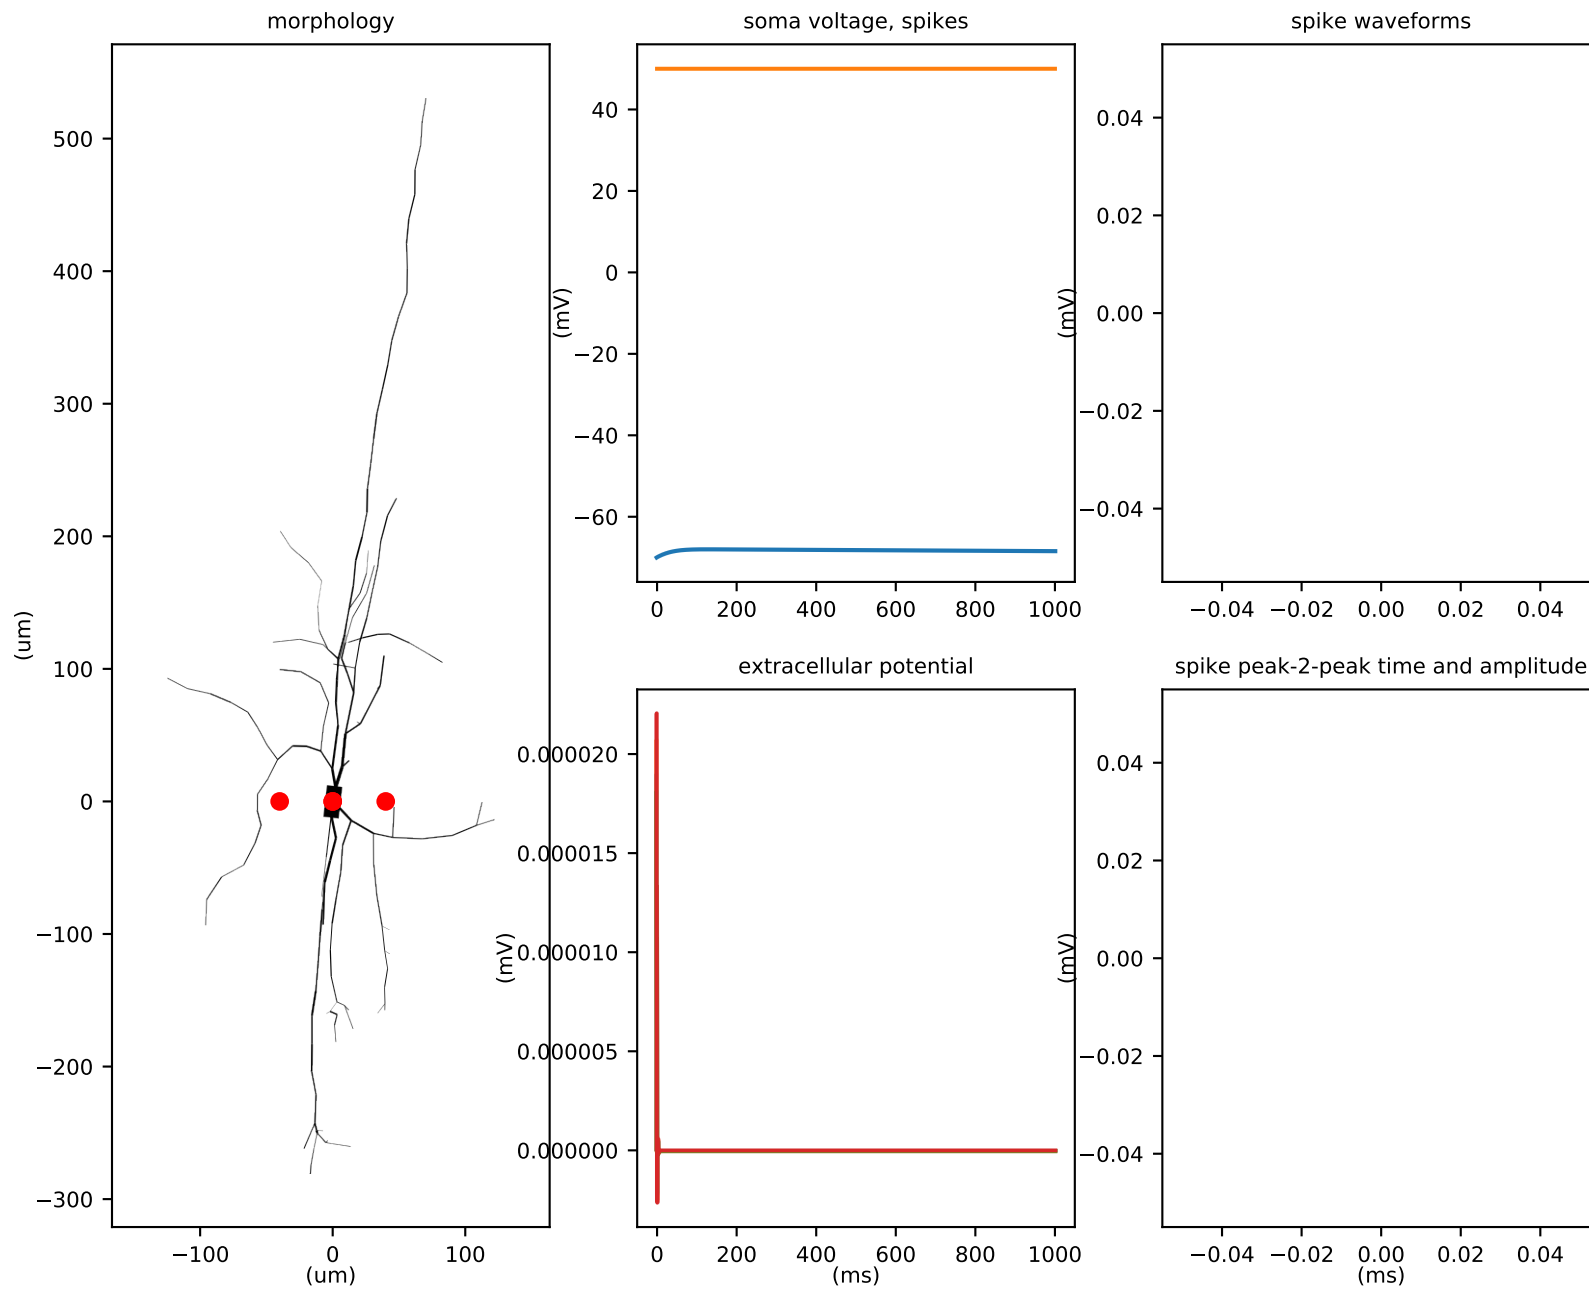 morphology
500
400
300
200
100
0
−100
−200
−300
(um)
−100 0 100
(um)
soma voltage, spikes
40
20
0
−20
−40
−60
(mV)
0 200 400 600 800 1000
spike waveforms
0.04
0.02
0.00
−0.02
−0.04
(mV)
−0.04 −0.02 0.00 0.02 0.04
extracellular potential
0.000020
0.000015
0.000010
0.000005
0.000000
(mV)
0 200 400 600 800 1000
(ms)
spike peak-2-peak time and amplitude
0.04
0.02
0.00
−0.02
−0.04
(mV)
−0.04 −0.02 0.00 0.02 0.04
(ms)